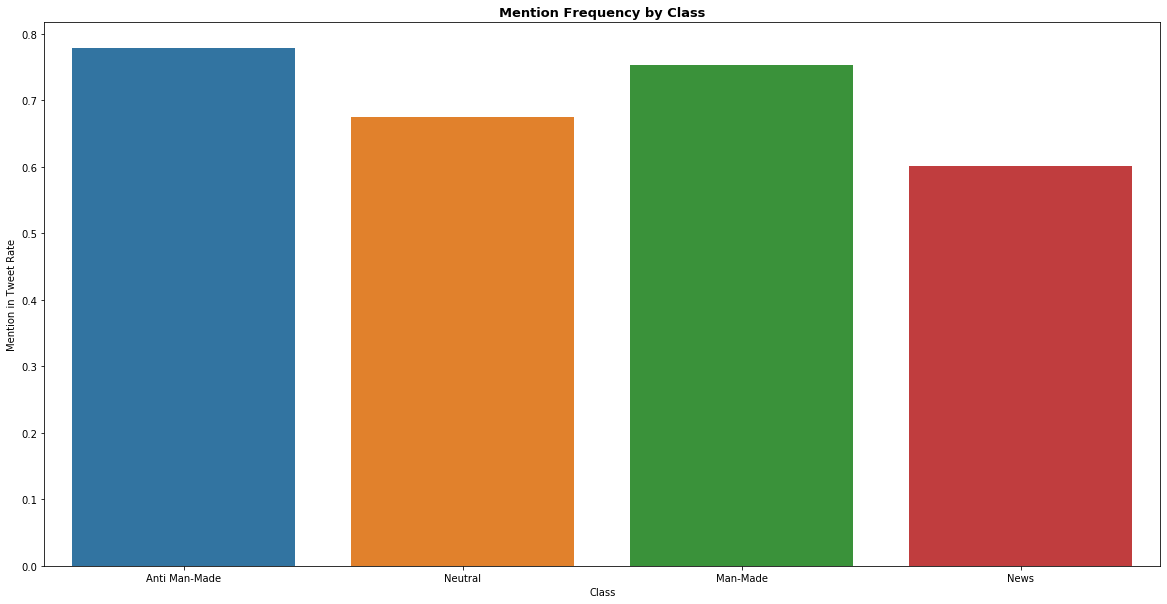 Mention Frequency by Class
Mention in Tweet Rate
0.8
0.7
0.6
0.5
0.4
0.3
0.2
0.1
0.0
Anti Man-Made
Neutral
Man-Made
News
Class